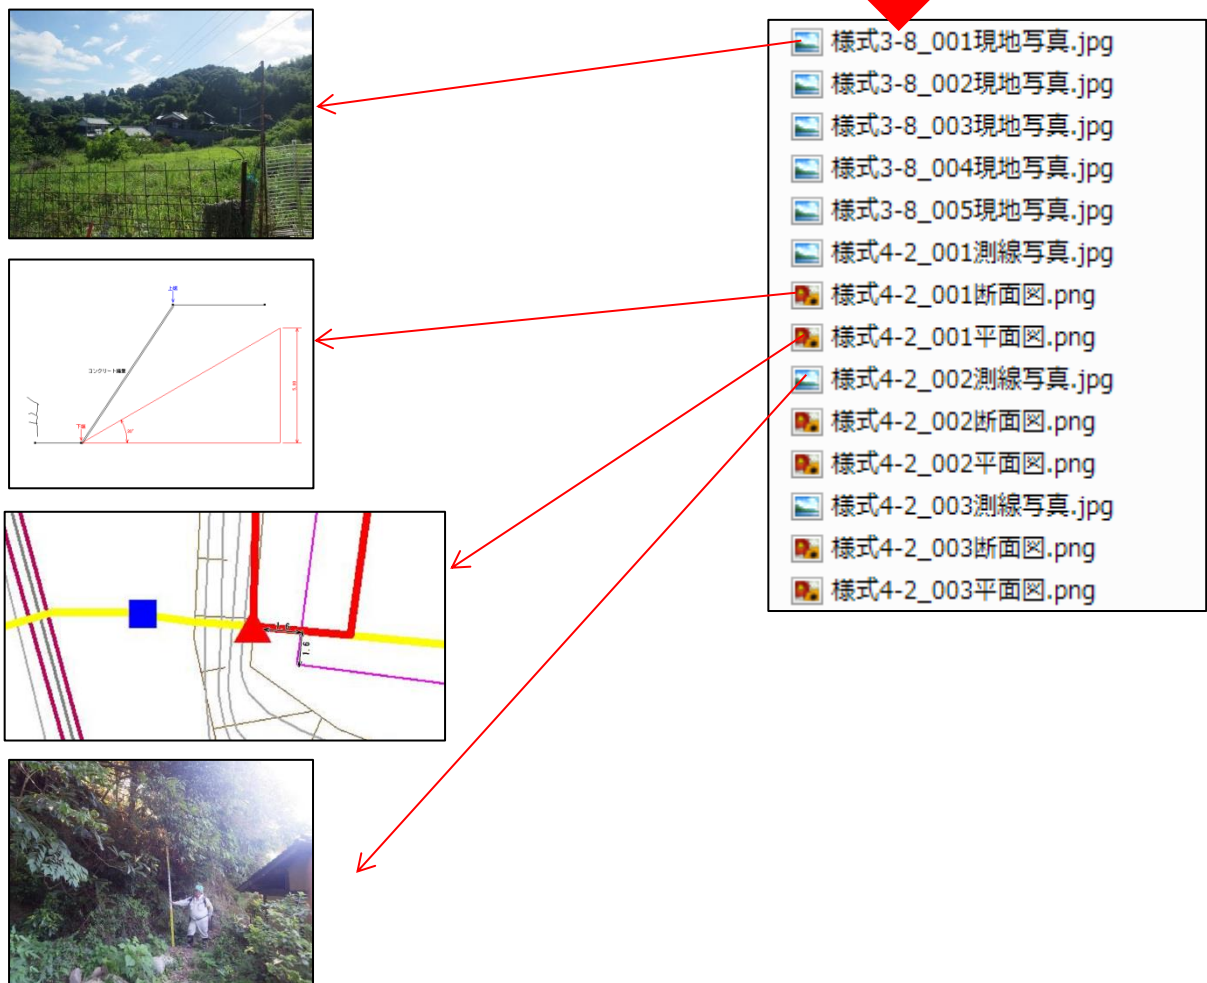 様式3-8_001現地写真.jpg
様式3-8_002現地写真.jpg
様式3-8_003現地写真.jpg
様式3-8_004現地写真.jpg
様式3-8_005現地写真.jpg
様式4-2_001測線写真.jpg
様式4-2_001断面図.png
様式4-2_001平面図.png
様式4-2_002測線写真.jpg
様式4-2_002断面図.png
様式4-2_002平面図.png
様式4-2_003測線写真.jpg
様式4-2_003断面図.png
様式4-2_003平面図.png
上端
コンクリート擁壁
下端
30°
1.6
1.6